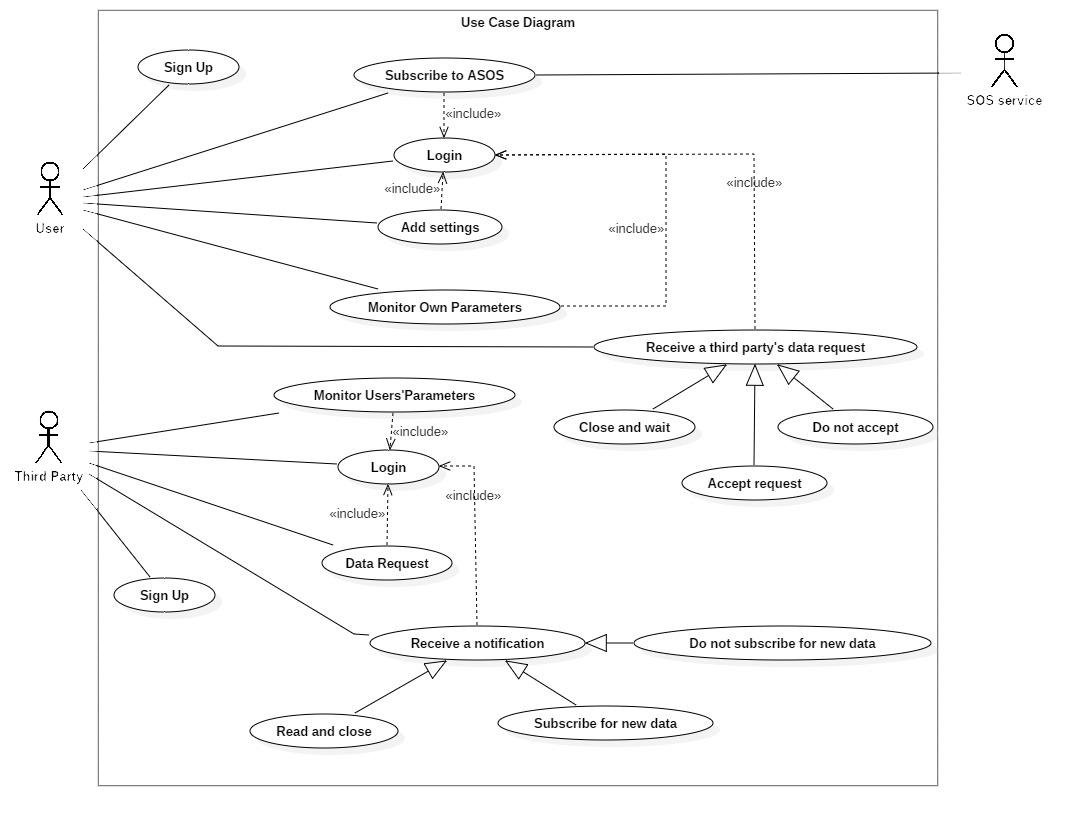 Use Case Diagram
Sign Up
Subscribe to ASOS
SOS service
«include»
Login
«include»
«include»
User
Add settings
«include»
Monitor Own Parameters
Receive a third party's data request
Monitor Users'Parameters
Close and wait
Do not accept
«include»
Login
Third Party
Accept request
«include»
«include»
Data Request
Sign Up
Receive a notification
Do not subscribe for new data
Read and close
Subscribe for new data